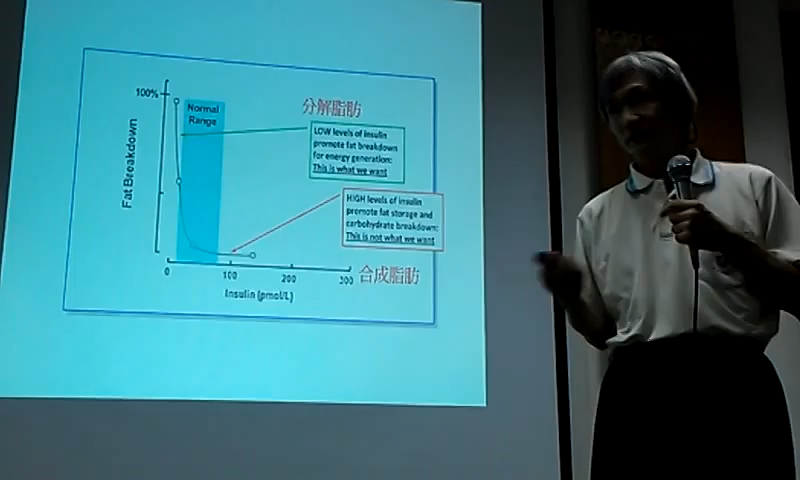 100%
Normal
Range
分解脂肪
LOW levels of insulin
promote fat breakdown
for energy generation:
This is what we want
Fat Breakdown
HIGH levels of insulin
promote fat storage and
carbohydrate breakdown:
This is not what we want
0
100
200
300
合成脂肪
Insulin (pmol/L)